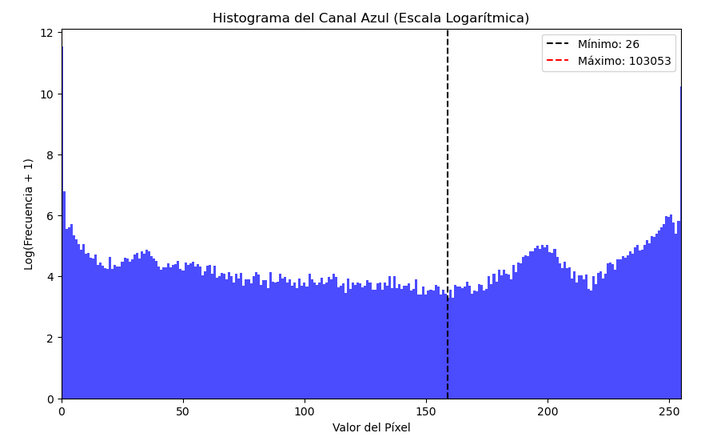 Histograma del Canal Azul (Escala Logarítmica)
Mínimo: 26
Máximo: 103053
12
10
8
6
4
2
0
Log(Frecuencia + 1)
0 50 100 150 200 250
Valor del Píxel